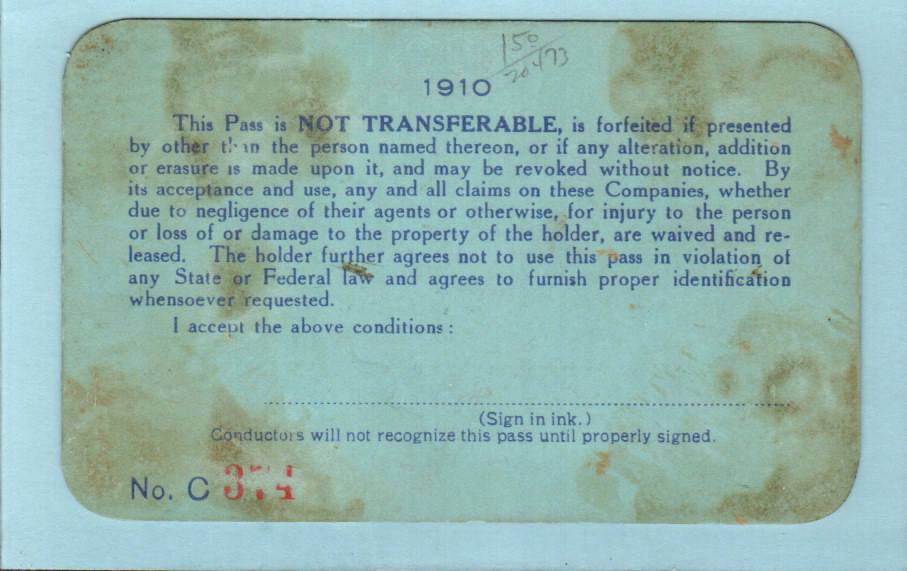 150
1910
This Pass is NOT TRANSFERABLE, is forfeited if presented
by other than the person named thereon, or if any alteration, addition
or erasure is made upon it, and may be revoked without notice. By
its acceptance and use, any and all claims on these Companies, whether
due to negligence of their agents or otherwise, for injury to the person
or loss of or damage to the property of the holder, are waived and re-
leased. The holder further agrees not to use this pass in violation of
any State or Federal law and agrees to furnish proper identification
whensoever requested.
I accept the above conditions :
(Sign in ink.)
Conductors will not recognize this pass until properly signed.
No. C 374